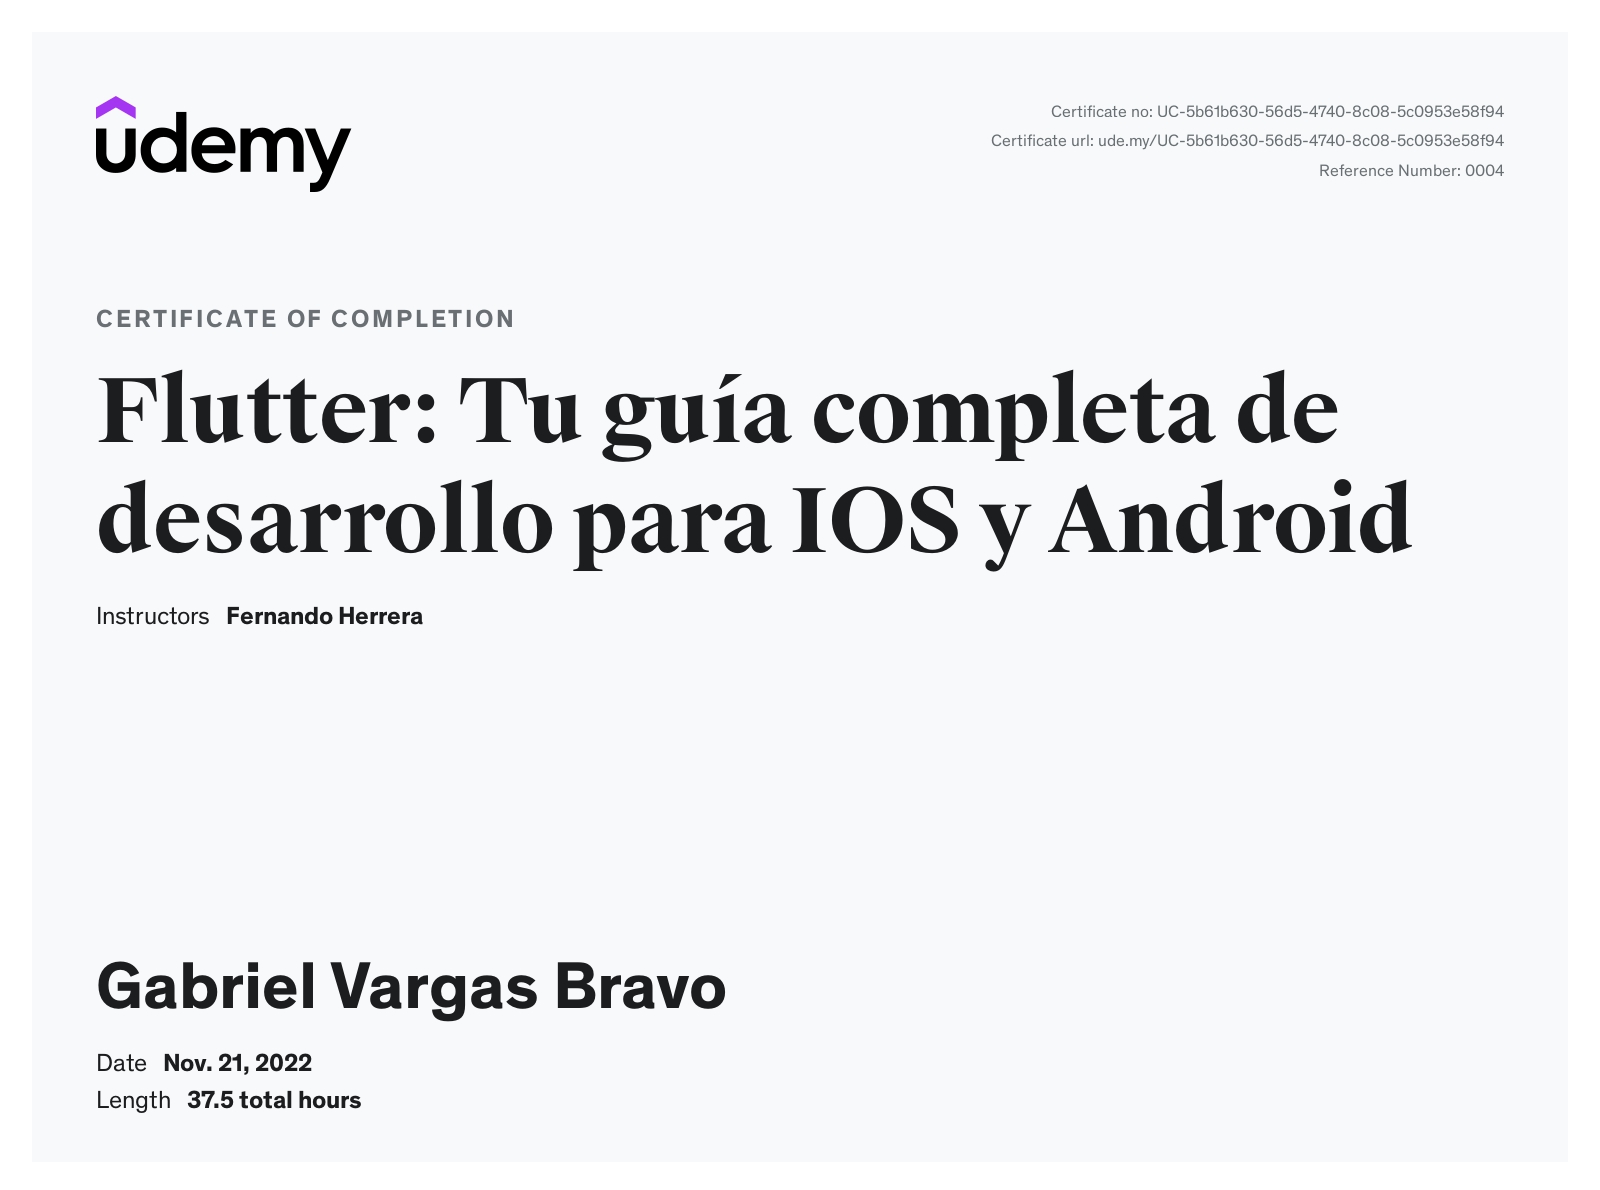 udemy
Certificate no: UC-5b61b630-56d5-4740-8c08-5c0953e58f94
Certificate url: ude.my/UC-5b61b630-56d5-4740-8c08-5c0953e58f94
Reference Number: 0004
CERTIFICATE OF COMPLETION
Flutter: Tu guía completa de
desarrollo para IOS y Android
Instructors Fernando Herrera
Gabriel Vargas Bravo
Date Nov. 21, 2022
Length 37.5 total hours